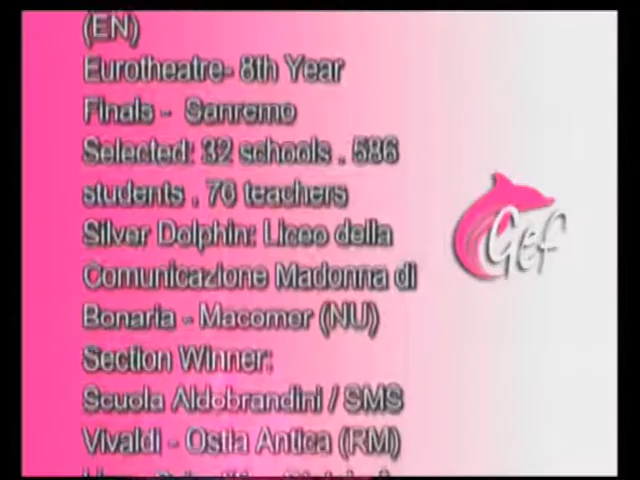 (EN)
Eurotheatre- 8th Year
Finals - Sanremo
Selected: 32 schools . 586
students . 76 teachers
Silver Dolphin: Liceo della
Comunicazione Madonna di
Bonaria - Macomer (NU)
Section Winner:
Scuola Aldobrandini / SMS
Vivaldi - Ostia Antica (RM)
Gef